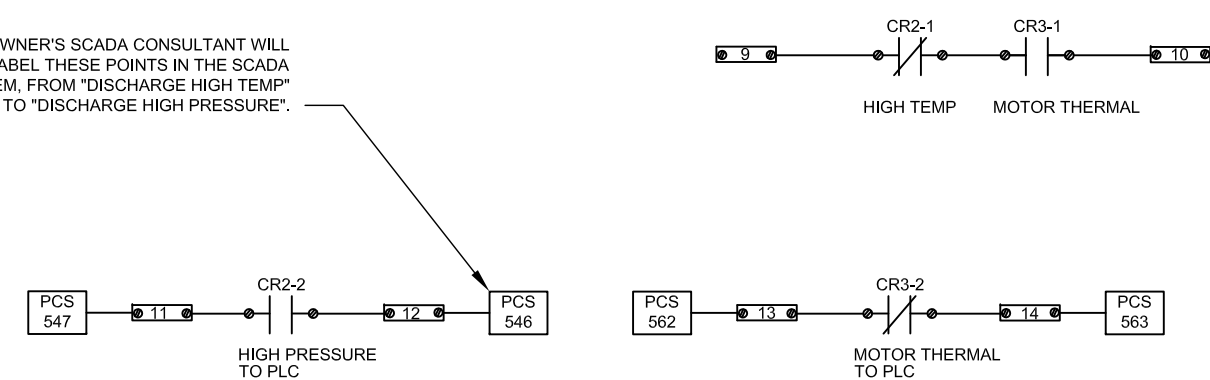 WNER'S SCADA CONSULTANT WILL
ABEL THESE POINTS IN THE SCADA
EM, FROM "DISCHARGE HIGH TEMP"
TO "DISCHARGE HIGH PRESSURE".
CR2-1 CR3-1
9 10
HIGH TEMP MOTOR THERMAL
CR2-2
PCS
547
11 12
PCS
546
HIGH PRESSURE
TO PLC
CR3-2
PCS
562
13 14
PCS
563
MOTOR THERMAL
TO PLC